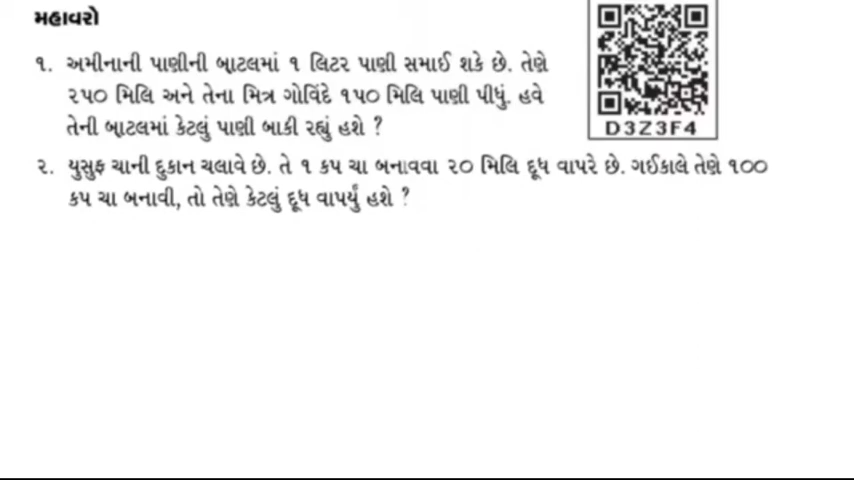 મહાવરો
૧. અમીનાની પાણીની બાટલમાં ૧ લિટર પાણી સમાઈ શકે છે. તેણે
૨૫૦ મિલિ અને તેના મિત્ર ગોવિંદે ૧૫૦ મિલિ પાણી પીધું. હવે
તેની બાટલમાં કેટલું પાણી બાકી રહ્યું હશે ?
D3Z3F4
૨. યુસુફ ચાની દુકાન ચલાવે છે. તે ૧ કપ ચા બનાવવા ૨૦ મિલિ દૂધ વાપરે છે. ગઈકાલે તેણે ૧૦૦
કપ ચા બનાવી, તો તેણે કેટલું દૂધ વાપર્યું હશે ?